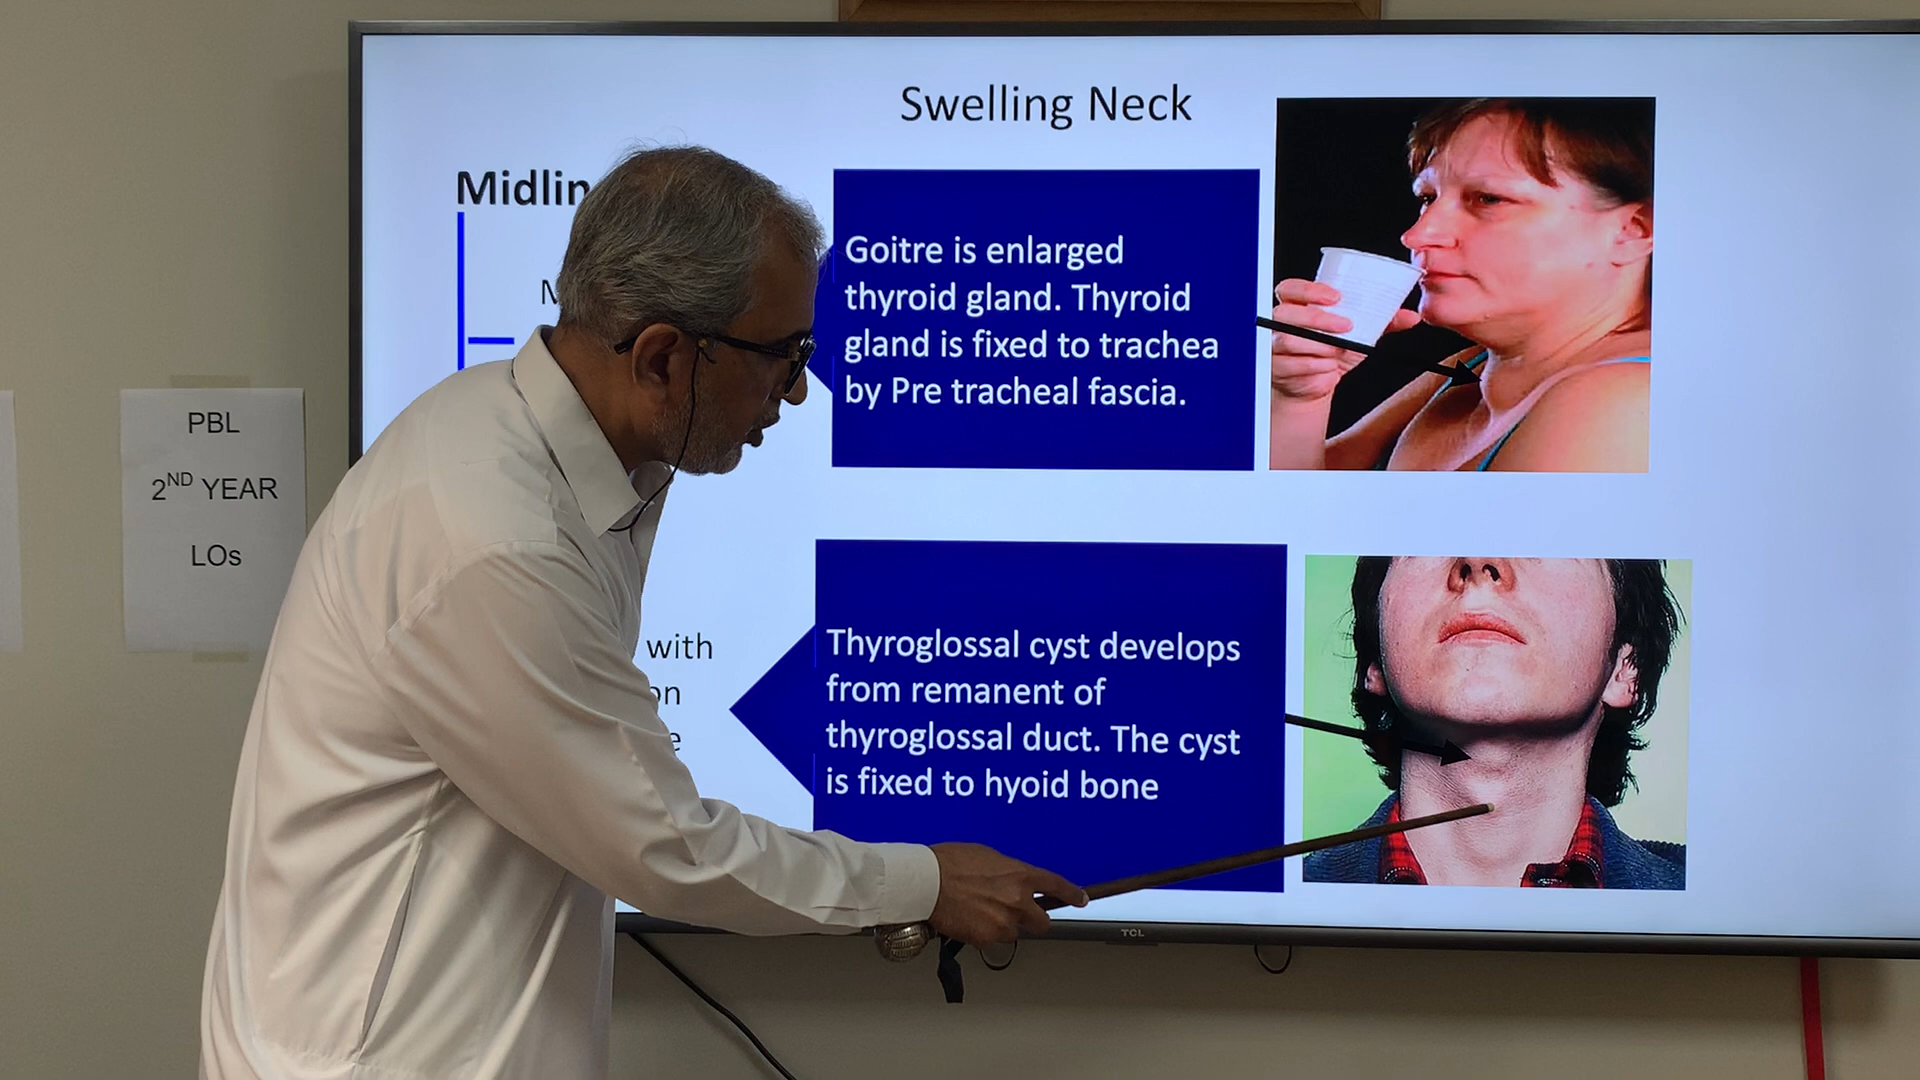 Swelling Neck
Goitre is enlarged
thyroid gland. Thyroid
gland is fixed to trachea
by Pre tracheal fascia.
with
Thyroglossal cyst develops
from remanent of
thyroglossal duct. The cyst
is fixed to hyoid bone
TCL
PBL
2ND YEAR
LOs